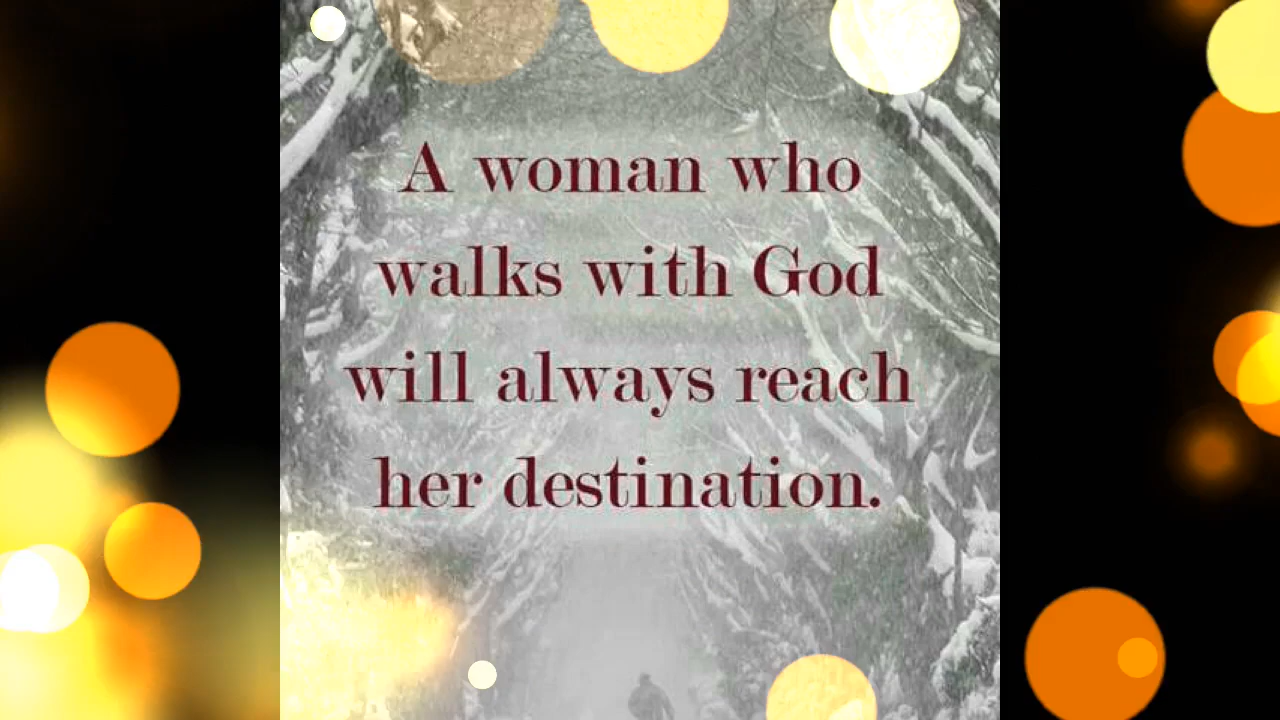 A woman who
walks with God
will always reach
her destination.